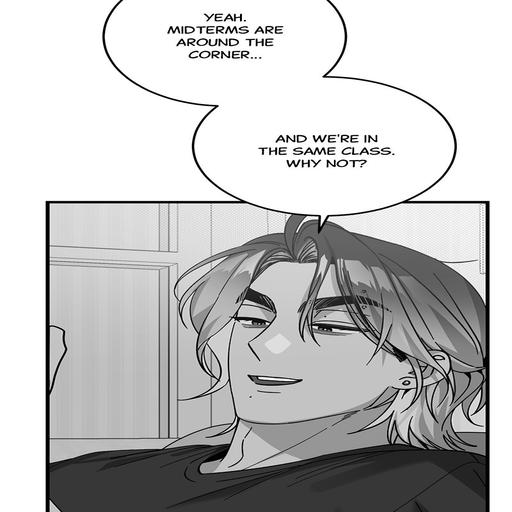 YEAH.
MIDTERMS ARE
AROUND THE
CORNER...
AND WE'RE IN
THE SAME CLASS.
WHY NOT?